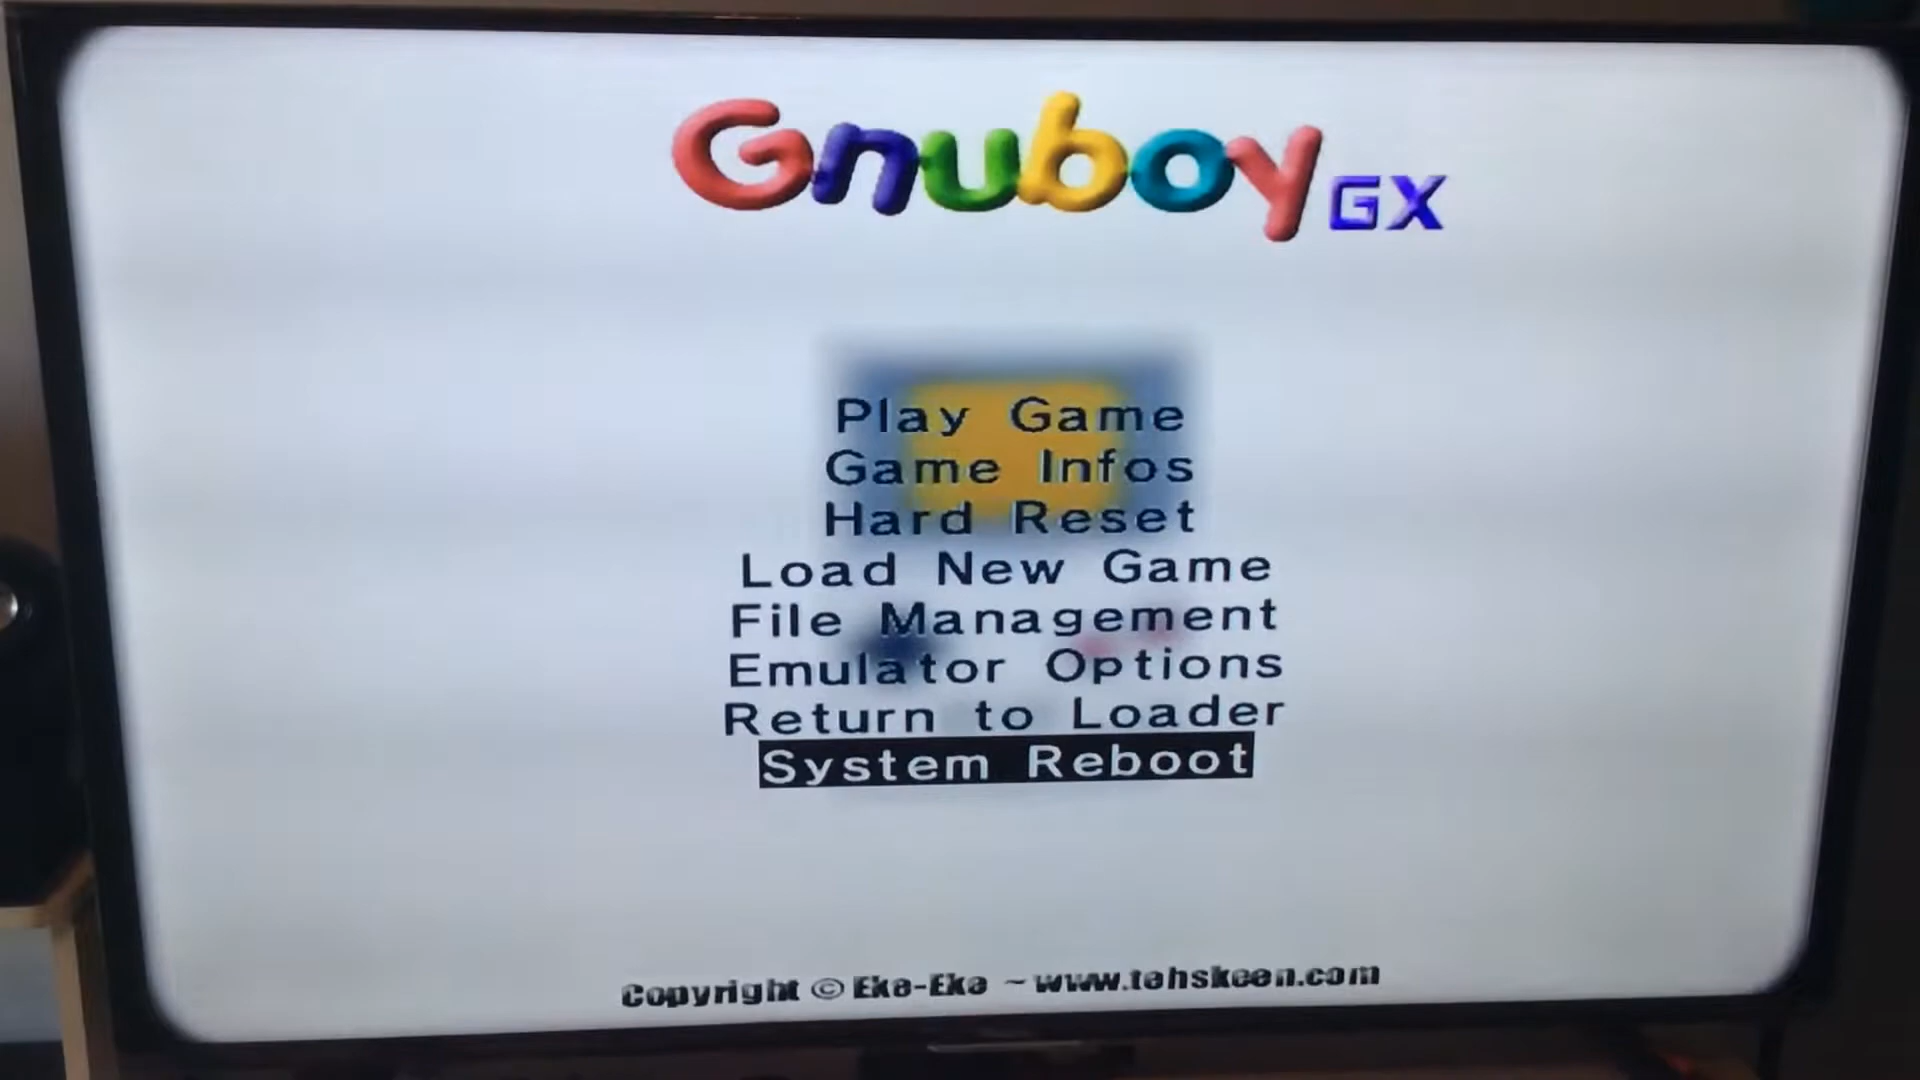 Gnuboy GX
Play Game
Game Infos
Hard Reset
Load New Game
File Management
Emulator Options
Return to Loader
System Reboot
Copyright © Eke-Eke ~ www.tehskeen.com